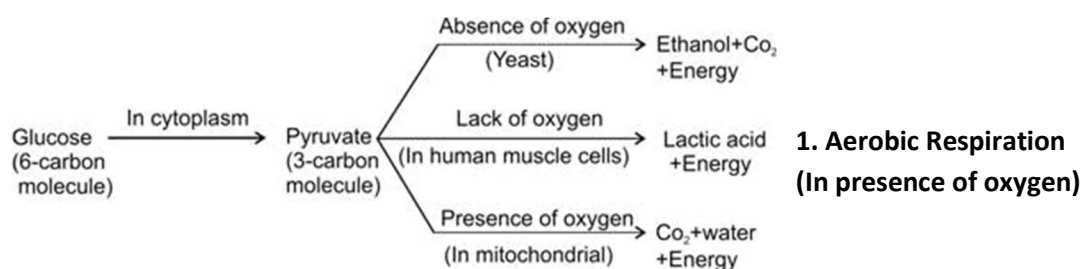 Absence of oxygen
(Yeast)
Ethanol+Co₂
+Energy
In cytoplasm
Glucose
(6-carbon
molecule)
Pyruvate
(3-carbon
molecule)
Lack of oxygen
(In human muscle cells)
Lactic acid
+Energy
Presence of oxygen
(In mitochondrial)
Co₂+water
+Energy
1. Aerobic Respiration
(In presence of oxygen)